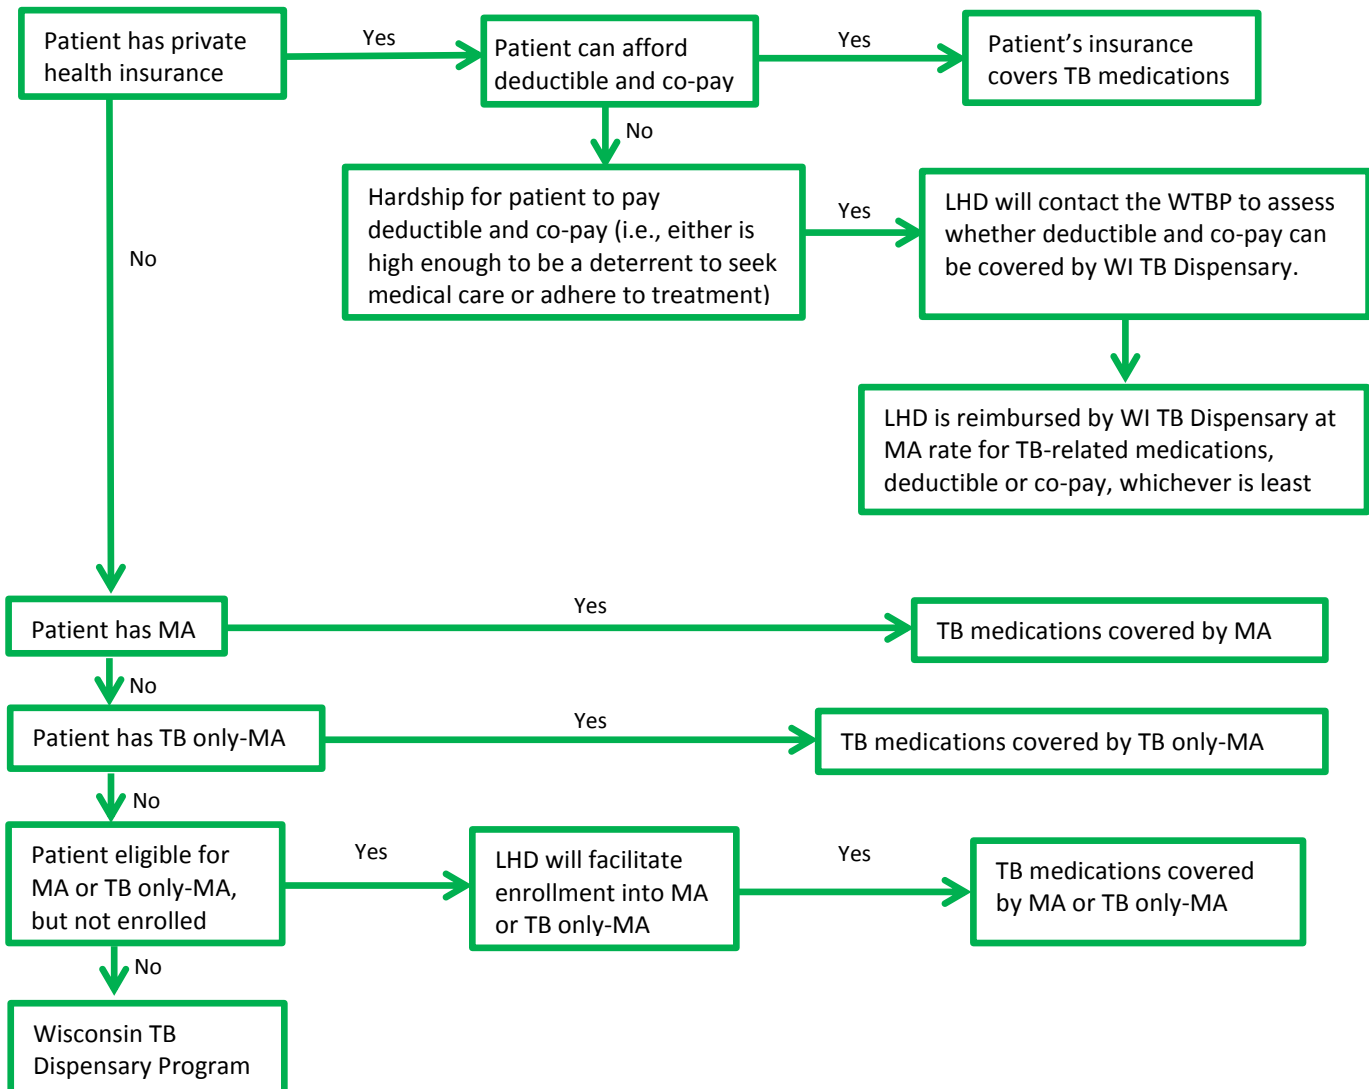 Patient has private
health insurance
Yes
Patient can afford
deductible and co-pay
Yes
Patient’s insurance
covers TB medications
No
Hardship for patient to pay
deductible and co-pay (i.e., either is
high enough to be a deterrent to seek
medical care or adhere to treatment)
Yes
LHD will contact the WTBP to assess
whether deductible and co-pay can
be covered by WI TB Dispensary.
No
LHD is reimbursed by WI TB Dispensary at
MA rate for TB-related medications,
deductible or co-pay, whichever is least
Patient has MA
Yes
TB medications covered by MA
No
Patient has TB only-MA
Yes
TB medications covered by TB only-MA
No
Patient eligible for
MA or TB only-MA,
but not enrolled
Yes
LHD will facilitate
enrollment into MA
or TB only-MA
Yes
TB medications covered
by MA or TB only-MA
No
Wisconsin TB
Dispensary Program